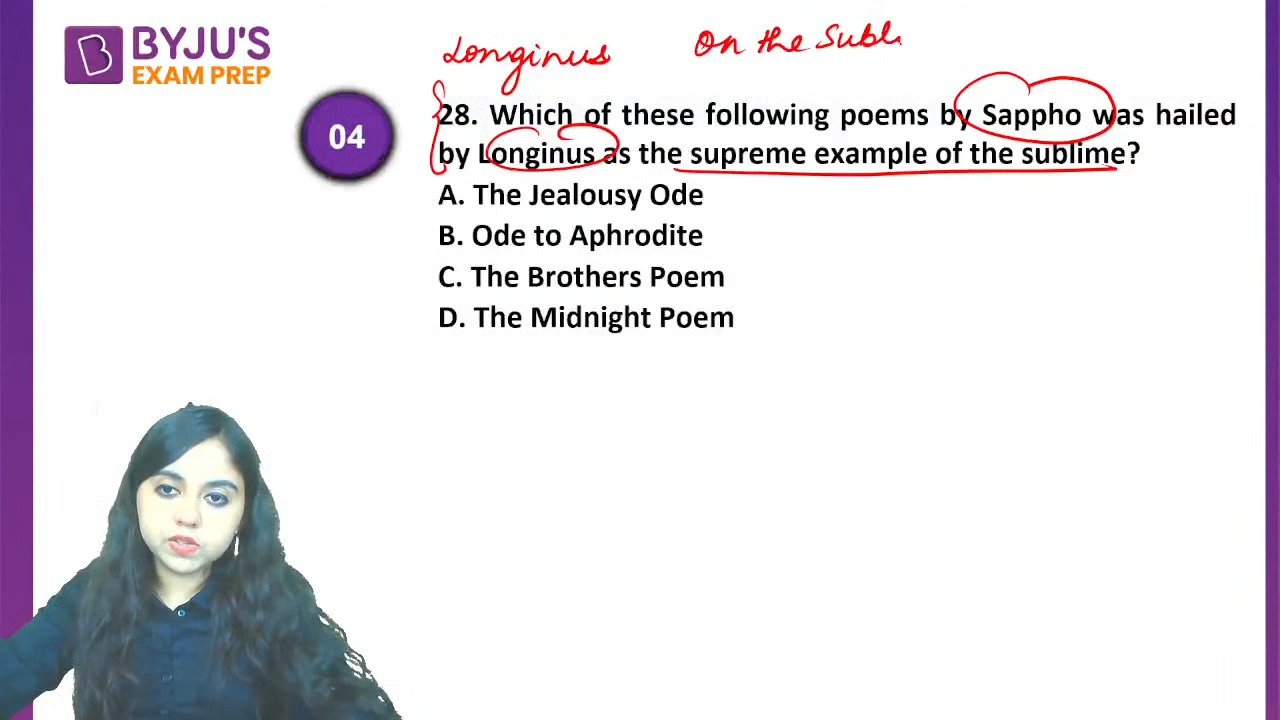 BYJU'S
EXAM PREP
Longinus On the Subl
04
28. Which of these following poems by Sappho was hailed
by Longinus as the supreme example of the sublime?
A. The Jealousy Ode
B. Ode to Aphrodite
C. The Brothers Poem
D. The Midnight Poem